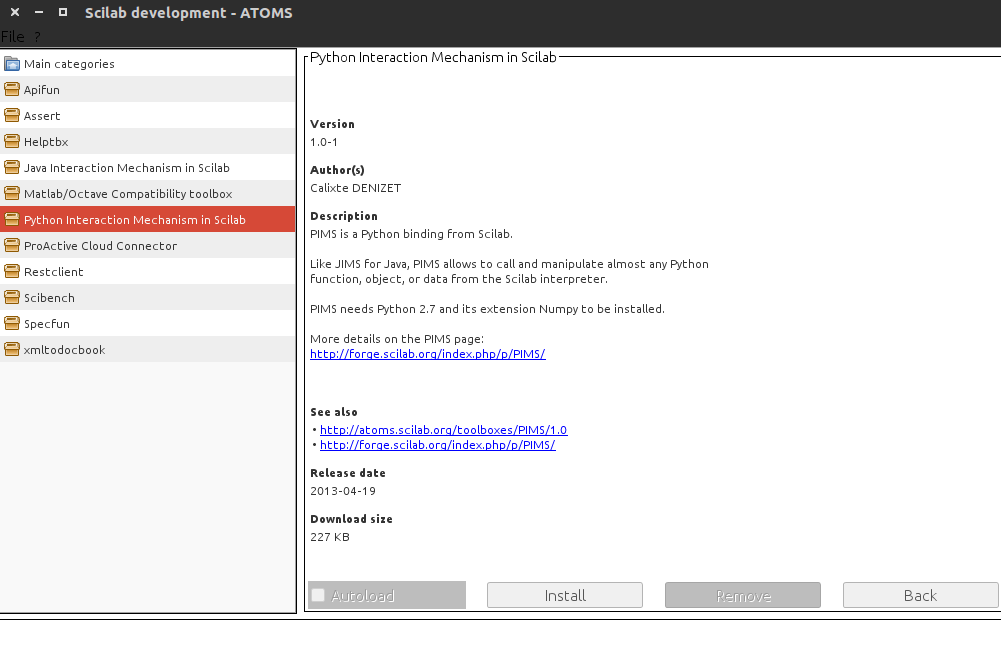 Scilab development - ATOMS
File ?
Main categories
Apifun
Assert
Helptbx
Java Interaction Mechanism in Scilab
Matlab/Octave Compatibility toolbox
Python Interaction Mechanism in Scilab
ProActive Cloud Connector
Restclient
Scibench
Specfun
xmltodocbook
Python Interaction Mechanism in Scilab
Version
1.0-1
Author(s)
Calixte DENIZET
Description
PIMS is a Python binding from Scilab.
Like JIMS for Java, PIMS allows to call and manipulate almost any Python
function, object, or data from the Scilab interpreter.
PIMS needs Python 2.7 and its extension Numpy to be installed.
More details on the PIMS page:
http://forge.scilab.org/index.php/p/PIMS/
See also
• http://atoms.scilab.org/toolboxes/PIMS/1.0
• http://forge.scilab.org/index.php/p/PIMS/
Release date
2013-04-19
Download size
227 KB
Autoload
Install
Remove
Back